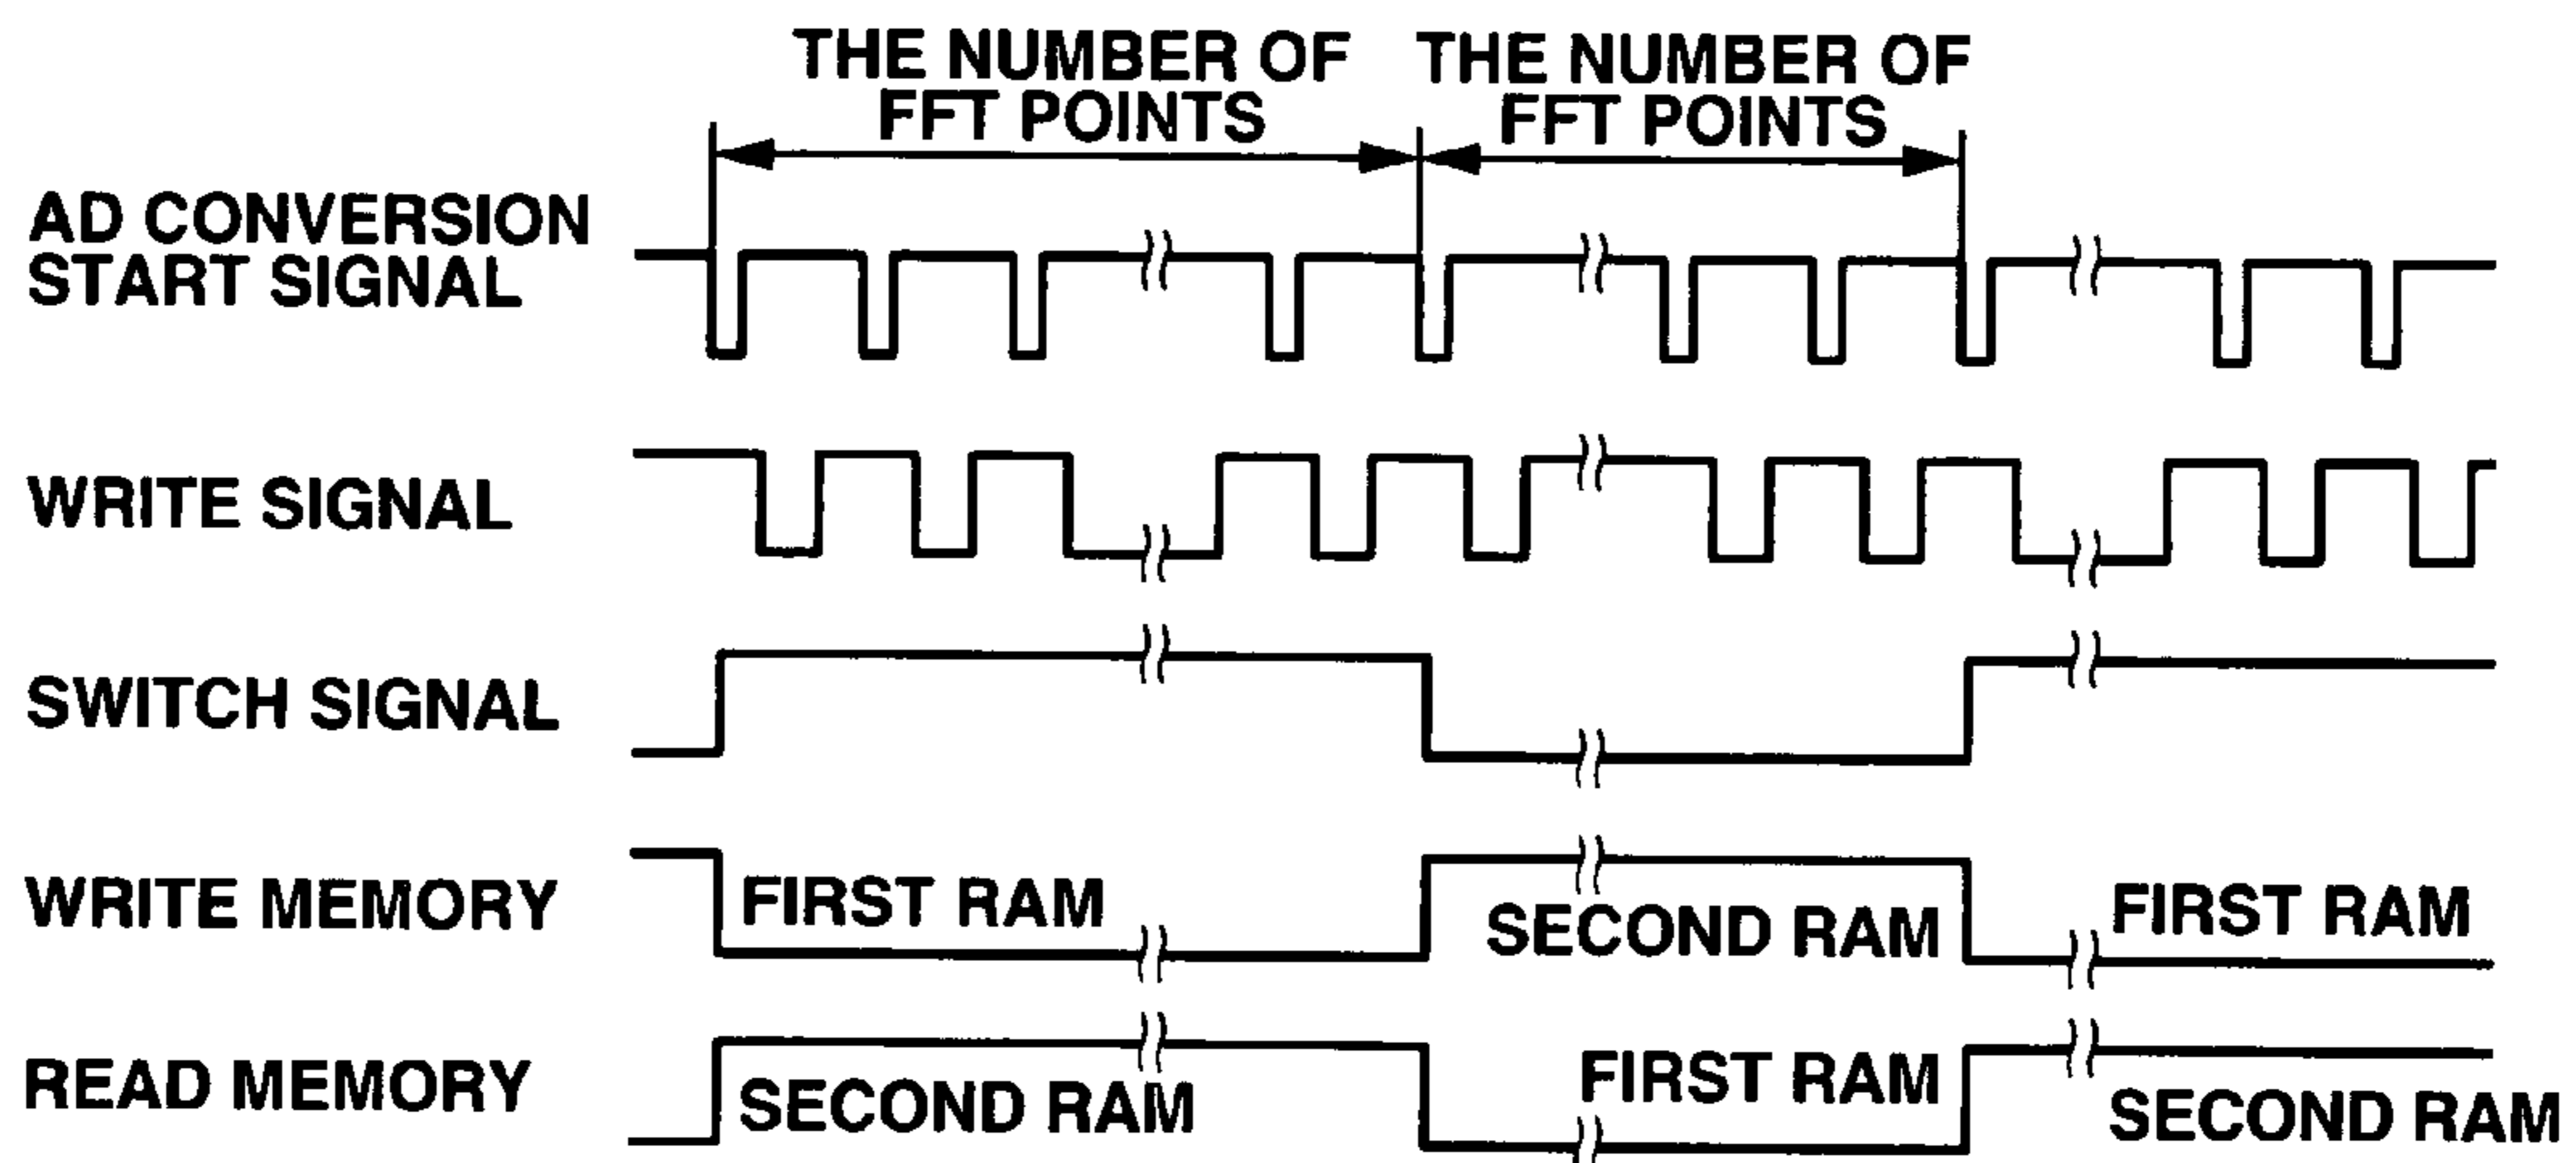 THE NUMBER OF
FFT POINTS
THE NUMBER OF
FFT POINTS
AD CONVERSION
START SIGNAL
WRITE SIGNAL
SWITCH SIGNAL
WRITE MEMORY
FIRST RAM
SECOND RAM
FIRST RAM
READ MEMORY
SECOND RAM
FIRST RAM
SECOND RAM